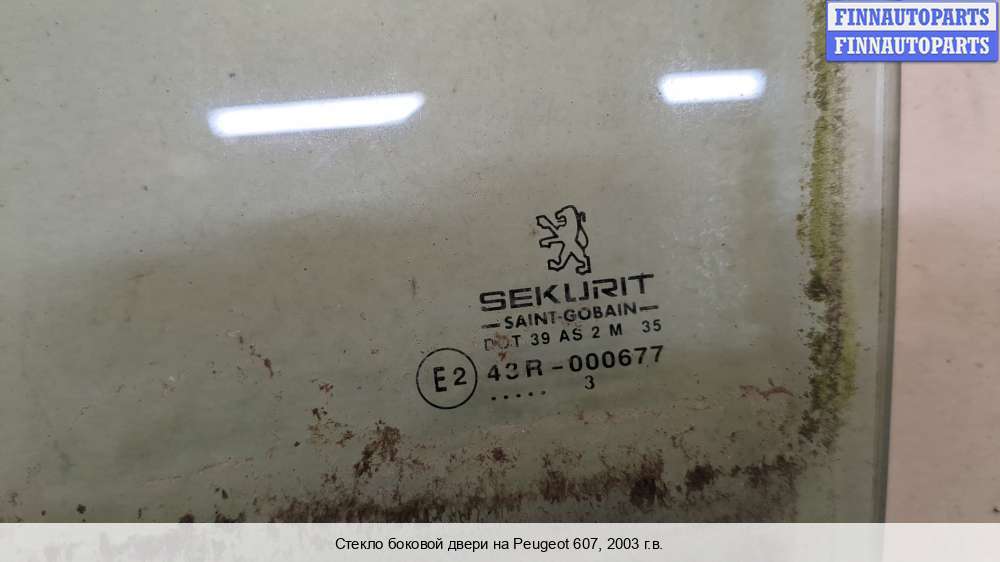 FINNAUTOPARTS
FINNAUTOPARTS
SEKURIT
—SAINT-GOBAIN—
DOT 39 AS 2 M 35
E2 43R-000677
..... 3
Стекло боковой двери на Peugeot 607, 2003 г.в.